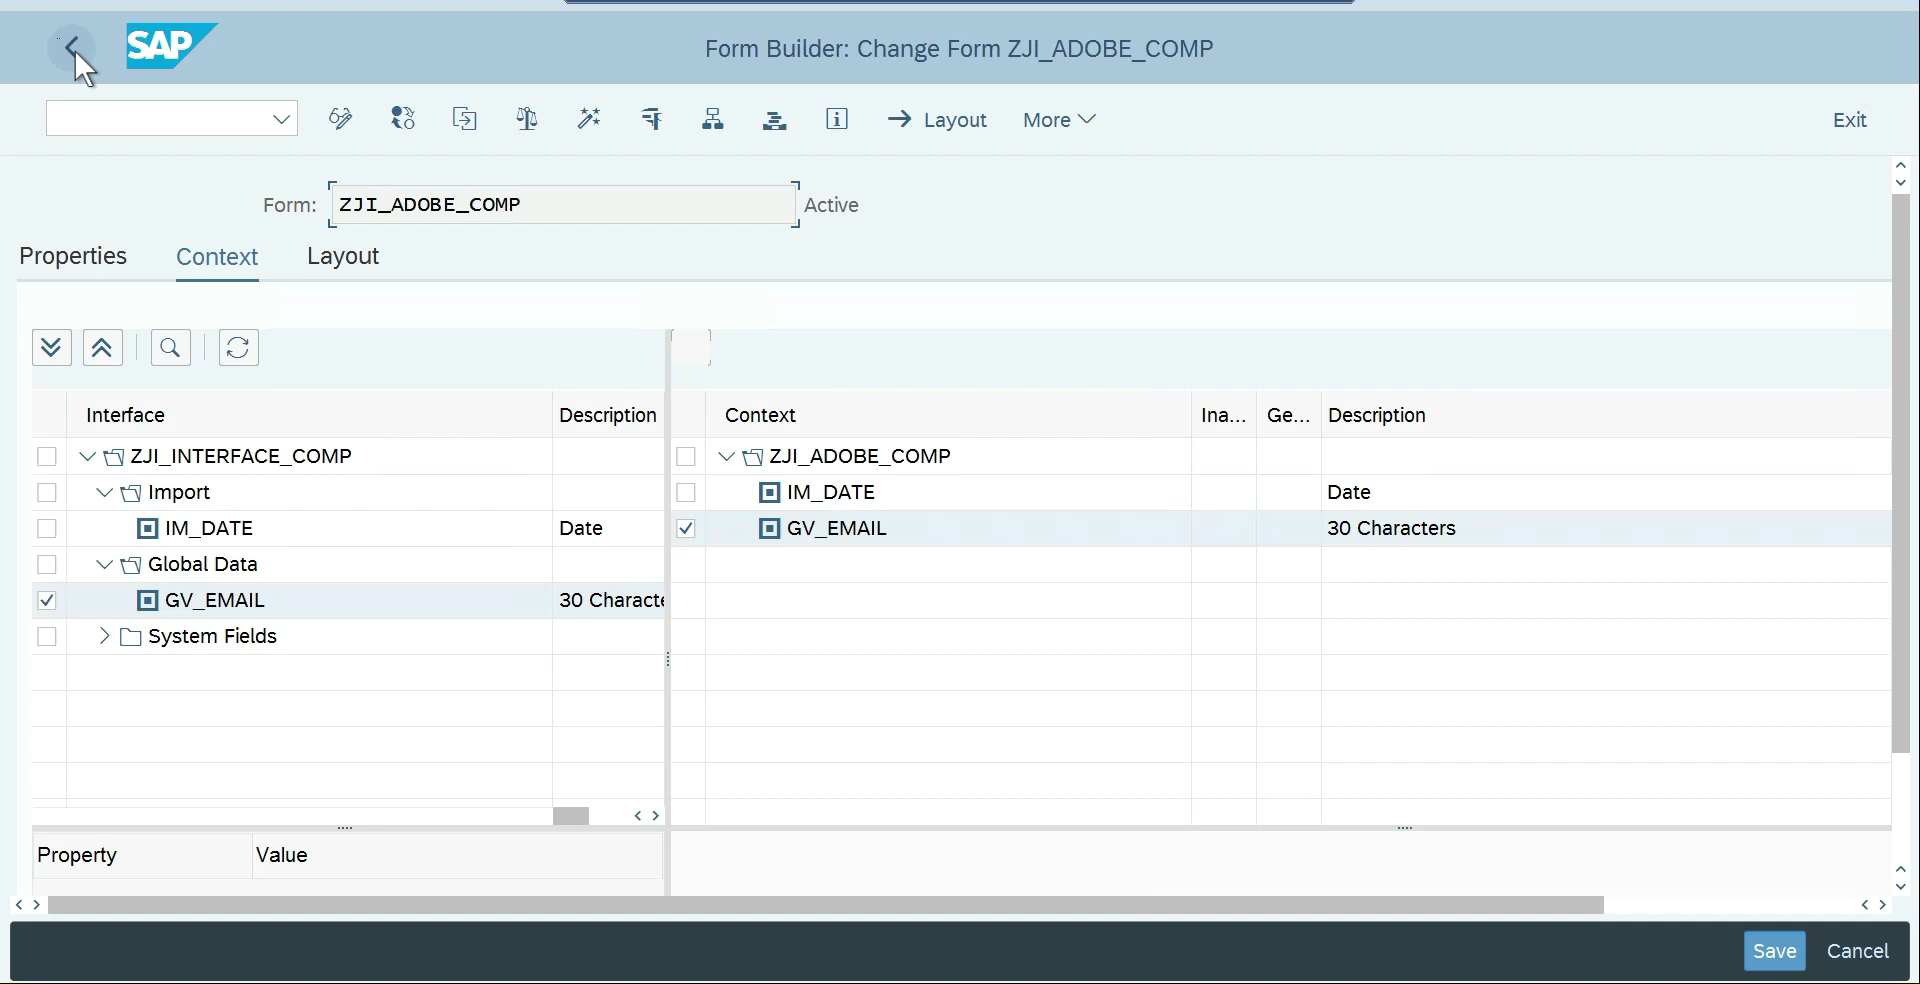 SAP
Form Builder: Change Form ZJI_ADOBE_COMP
Layout More Exit
Form: ZJI_ADOBE_COMP Active
Properties Context Layout
Interface Description Context Ina... Ge... Description
ZJI_INTERFACE_COMP ZJI_ADOBE_COMP
Import IM_DATE Date
IM_DATE Date GV_EMAIL 30 Characters
Global Data
GV_EMAIL 30 Characte
System Fields
Property Value
Save Cancel